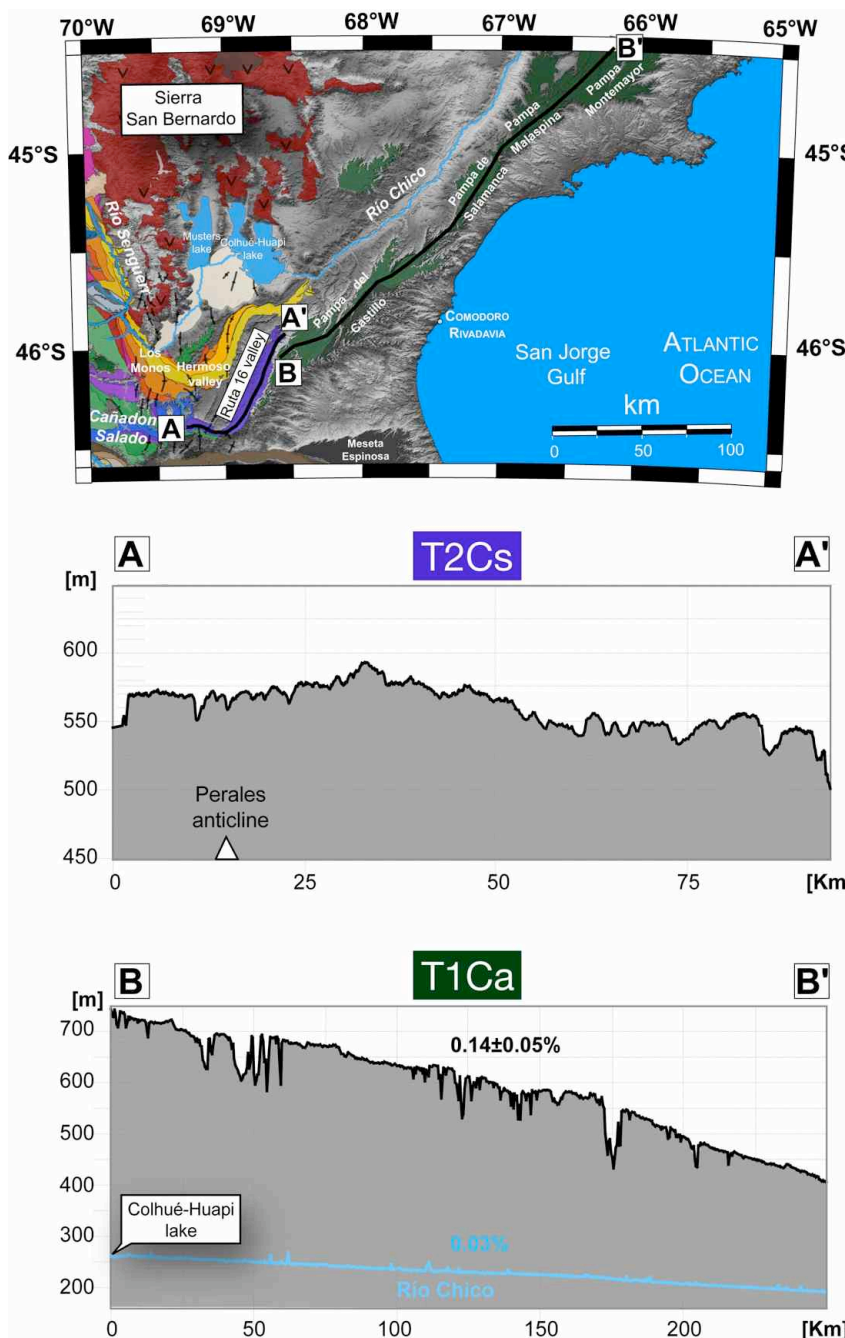 70°W 69°W 68°W 67°W 66°W 65°W
B'
Sierra
San Bernardo
Pampa
Montemayor
Pampa
Malaspina
45°S
45°S
Pampa de
Salamanca
Río Chico
Río Senguerr
Musters
lake
Colhué-Huapi
lake
Pampa del
Castillo
A'
COMODORO
RIVADAVIA
46°S
46°S
Los
Monos
Hermoso
valley
Ruta 16 valley
B
San Jorge
Gulf
ATLANTIC
OCEAN
A
Cañadón
Salado
km
0 25 50 100
Meseta
Espinosa
A T2Cs A'
[m]
600
550
500
450
Perales
anticline
0 25 50 75 [Km]
B T1Ca B'
[m]
700
600
500
400
300
200
0.14±0.05%
Colhué-Huapi
lake
0.03%
Río Chico
0 50 100 150 200 [Km]